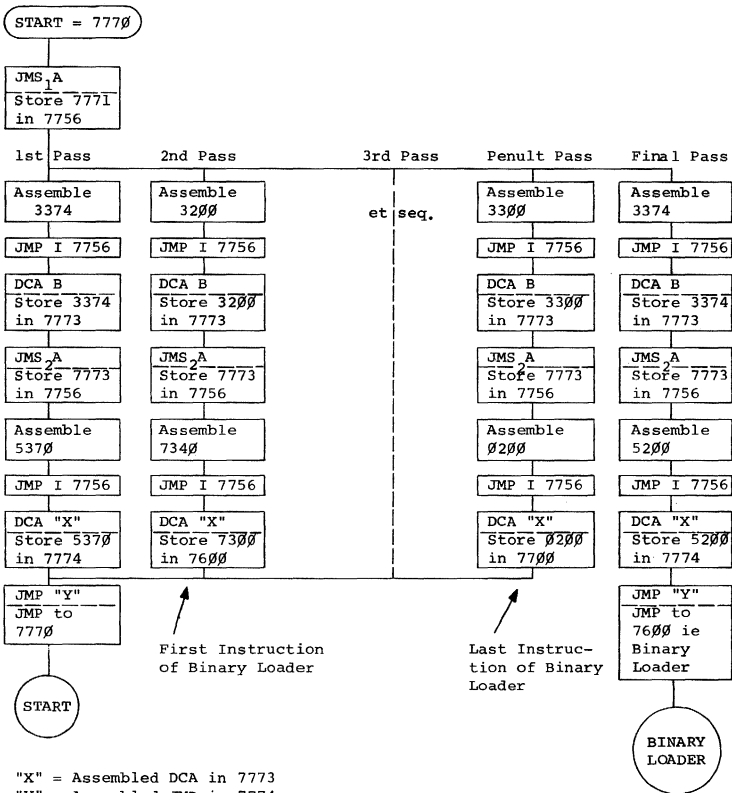 START = 777Ø
JMS₁A
Store 7771
in 7756
1st Pass
2nd Pass
3rd Pass
Penult Pass
Final Pass
Assemble
3374
JMP I 7756
DCA B
Store 3374
in 7773
JMS₂A
Store 7773
in 7756
Assemble
537Ø
JMP I 7756
DCA "X"
Store 537Ø
in 7774
JMP "Y"
JMP to
777Ø
START
Assemble
32ØØ
JMP I 7756
DCA B
Store 32ØØ
in 7773
JMS₂A
Store 7773
in 7756
Assemble
734Ø
JMP I 7756
DCA "X"
Store 73ØØ
in 76ØØ
First Instruction
of Binary Loader
et seq.
Assemble
33ØØ
JMP I 7756
DCA B
Store 33ØØ
in 7773
JMS₂A
Store 7773
in 7756
Assemble
Ø2ØØ
JMP I 7756
DCA "X"
Store Ø2ØØ
in 77ØØ
Last Instruc-
tion of Binary
Loader
Assemble
3374
JMP I 7756
DCA B
Store 3374
in 7773
JMS₂A
Store 7773
in 7756
Assemble
52ØØ
JMP I 7756
DCA "X"
Store 52ØØ
in 7774
JMP "Y"
JMP to
76ØØ ie
Binary
Loader
BINARY
LOADER
"X" = Assembled DCA in 7773
"Y" = Assembled JMP in 7774